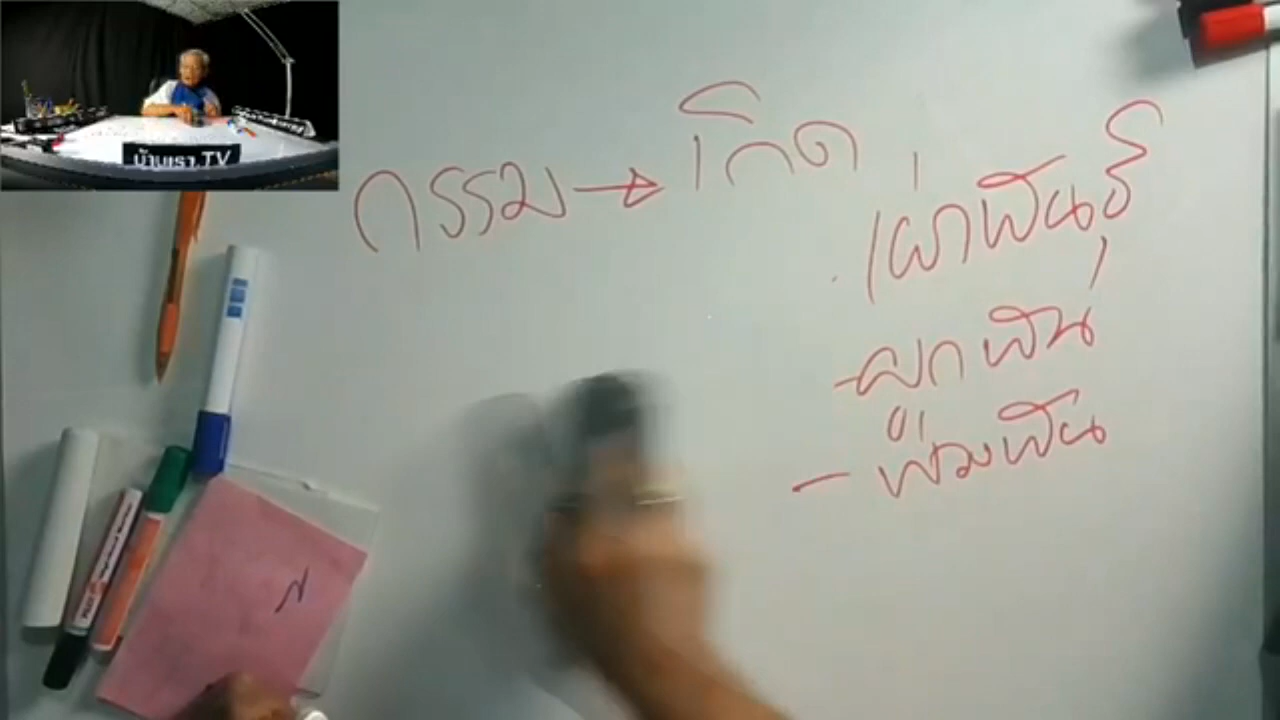 บ้านเรา.TV
กรรม → เกิด
เผ่าพันธุ์
- ผูกพัน
- พัวพัน